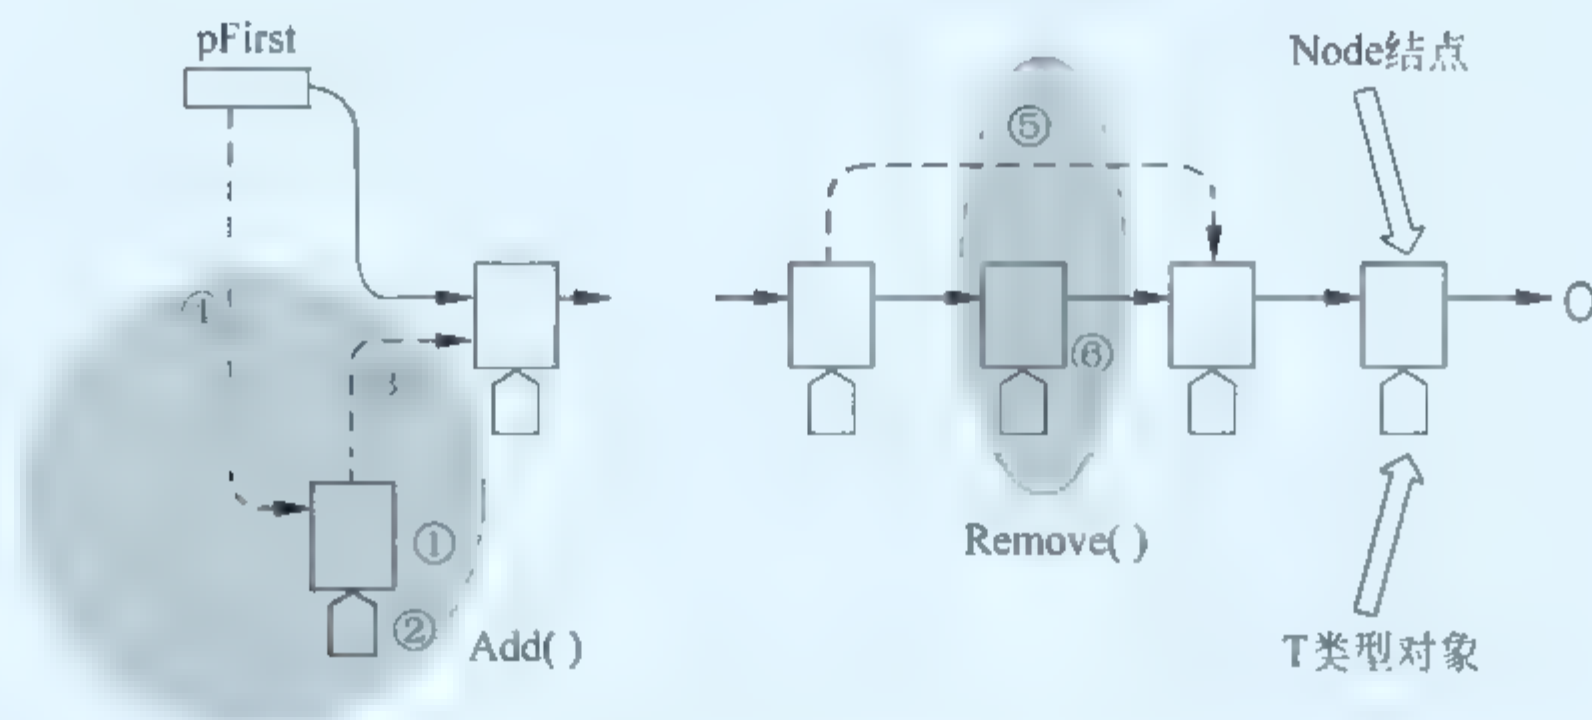 pFirst
Node结点
⑤
⑥
①
②
Add( )
Remove( )
T类型对象